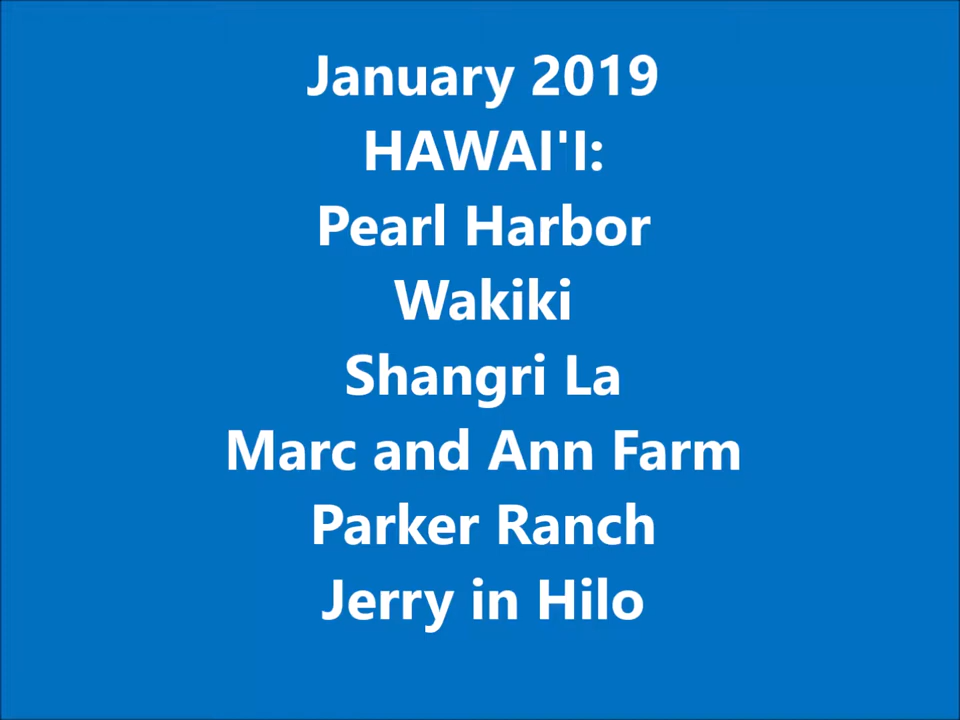 January 2019
HAWAI'I:
Pearl Harbor
Wakiki
Shangri La
Marc and Ann Farm
Parker Ranch
Jerry in Hilo